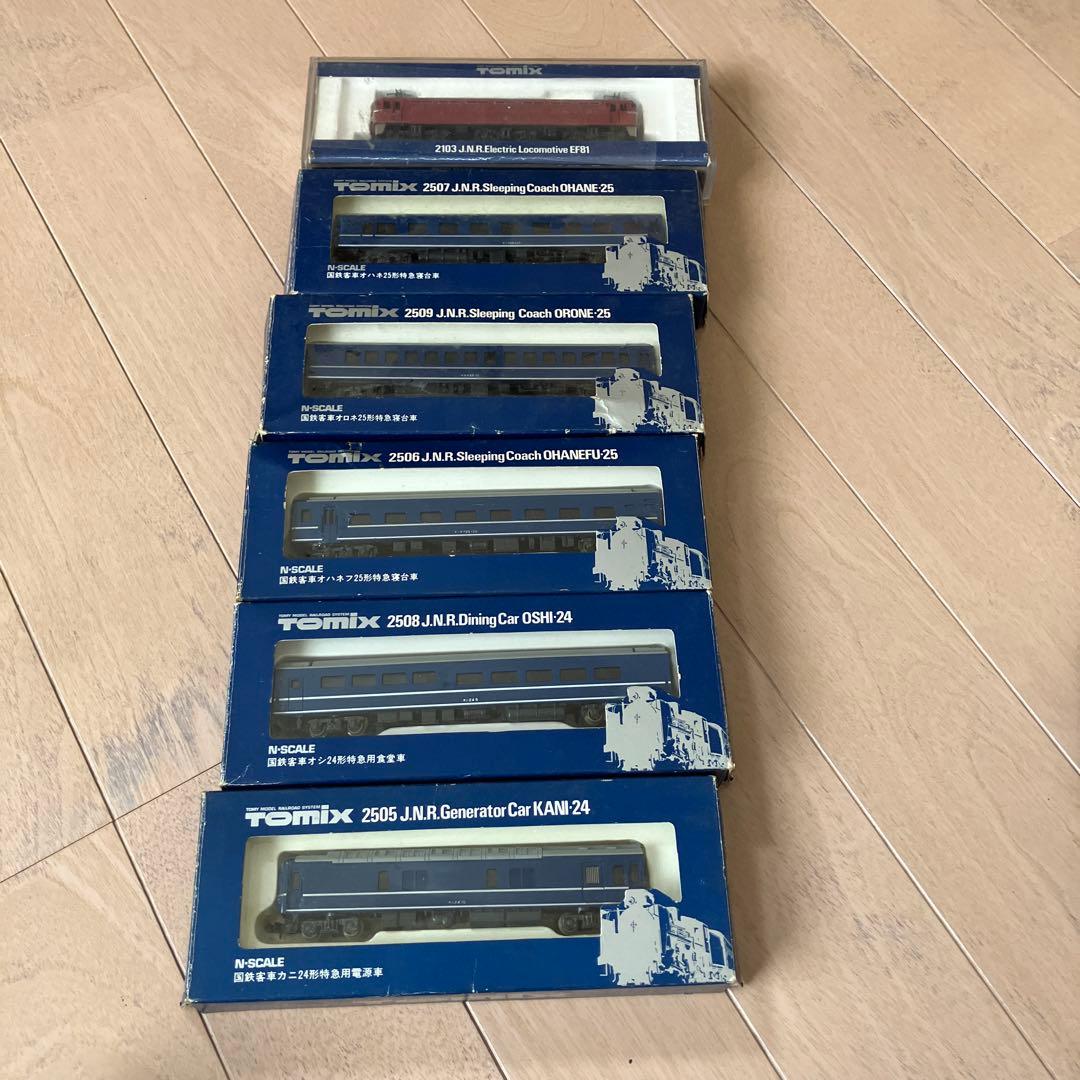 TOMIX
2103 J.N.R.Electric Locomotive EF81
TOMIX 2507 J.N.R.Sleeping Coach OHANE·25
N·SCALE
国鉄客車オハネ25形特急寝台車
TOMIX 2509 J.N.R.Sleeping Coach ORONE·25
N·SCALE
国鉄客車オロネ25形特急寝台車
TOMY MODEL RAILROAD SYSTEM
TOMIX 2506 J.N.R.Sleeping Coach OHANEFU·25
N·SCALE
国鉄客車オハネフ25形特急寝台車
TOMY MODEL RAILROAD SYSTEM
TOMIX 2508 J.N.R.Dining Car OSHI·24
N·SCALE
国鉄客車オシ24形特急用食堂車
TOMY MODEL RAILROAD SYSTEM
TOMIX 2505 J.N.R.Generator Car KANI·24
N·SCALE
国鉄客車カニ24形特急用電源車